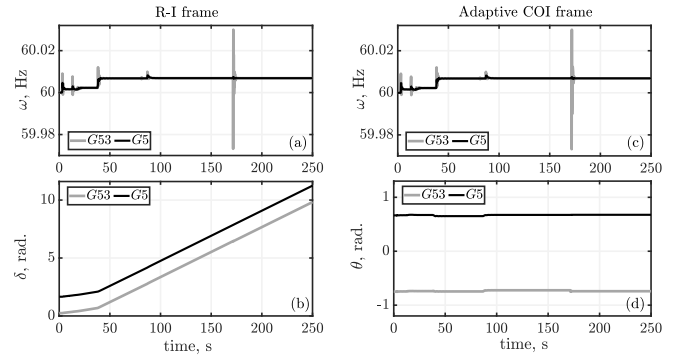 R-I frame
60.02
60
59.98
ω, Hz
G53 G5
(a)
0 50 100 150 200 250
10
5
0
δ, rad.
G53 G5
(b)
0 50 100 150 200 250
time, s
Adaptive COI frame
60.02
60
59.98
ω, Hz
G53 G5
(c)
0 50 100 150 200 250
1
0
-1
θ, rad.
G53 G5
(d)
0 50 100 150 200 250
time, s